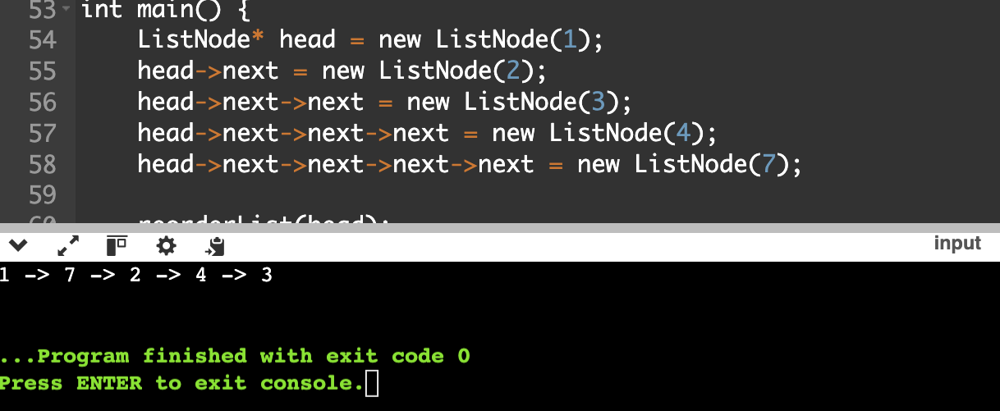 53 int main() {
54 ListNode* head = new ListNode(1);
55 head->next = new ListNode(2);
56 head->next->next = new ListNode(3);
57 head->next->next->next = new ListNode(4);
58 head->next->next->next->next = new ListNode(7);
59
60 reorderList(head);
input
1 -> 7 -> 2 -> 4 -> 3
...Program finished with exit code 0
Press ENTER to exit console.